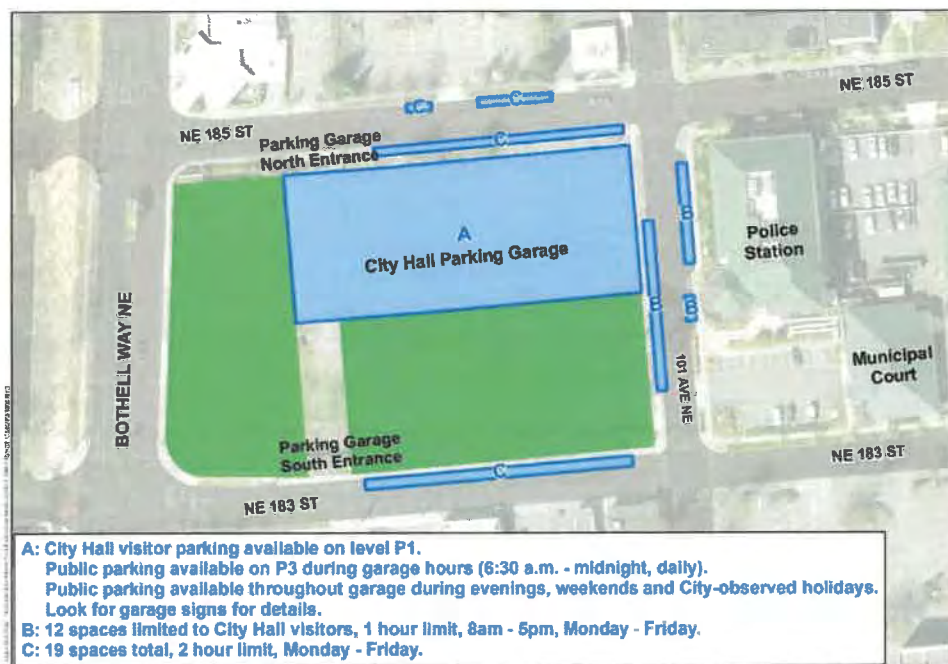 C
C
NE 185 ST
NE 185 ST
Parking Garage
North Entrance
C
A
City Hall Parking Garage
B
Police
Station
B
B
BOTHELL WAY NE
101 AVE NE
Municipal
Court
Parking Garage
South Entrance
C
NE 183 ST
NE 183 ST
A: City Hall visitor parking available on level P1.
Public parking available on P3 during garage hours (6:30 a.m. - midnight, daily).
Public parking available throughout garage during evenings, weekends and City-observed holidays.
Look for garage signs for details.
B: 12 spaces limited to City Hall visitors, 1 hour limit, 8am - 5pm, Monday - Friday.
C: 19 spaces total, 2 hour limit, Monday - Friday.